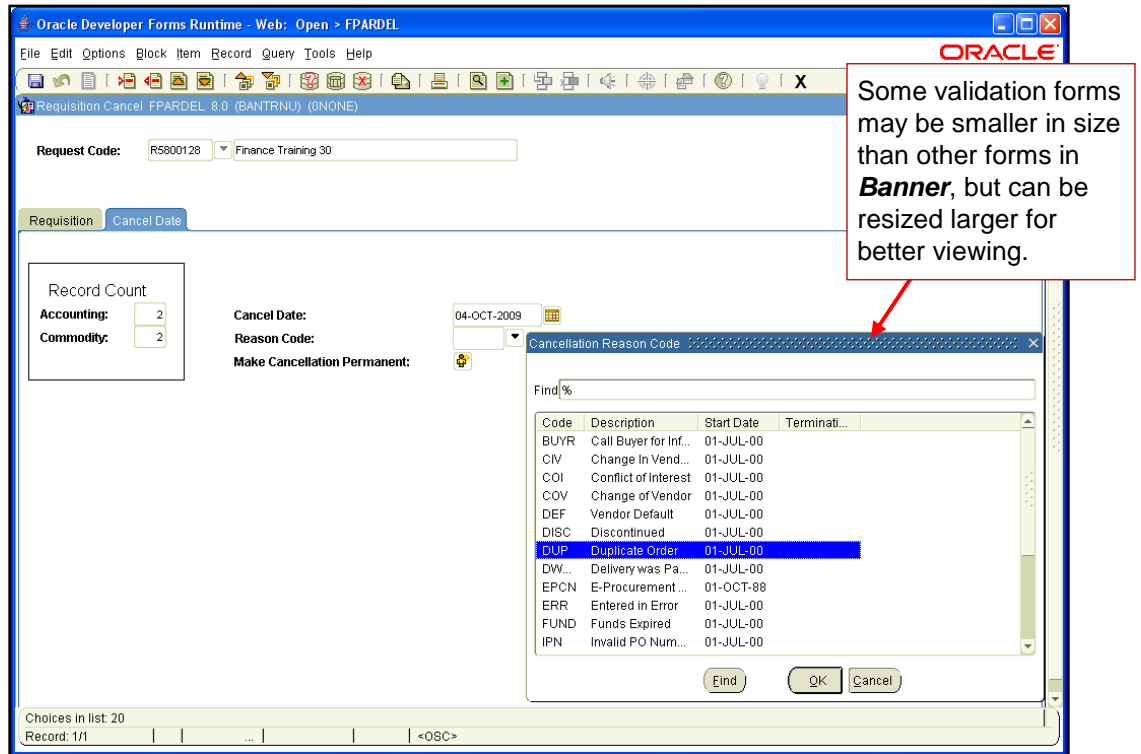 Oracle Developer Forms Runtime - Web: Open > FPARDEL
File Edit Options Block Item Record Query Tools Help
ORACLE
X
Requisition Cancel FPARDEL 8.0 (BANTRNU) (0NONE)
Some validation forms
may be smaller in size
than other forms in
Banner, but can be
resized larger for
better viewing.
Request Code: R5800128 Finance Training 30
Requisition Cancel Date
Record Count
Accounting: 2
Commodity: 2
Cancel Date: 04-OCT-2009
Reason Code:
Make Cancellation Permanent:
Cancellation Reason Code
Find %
Code Description Start Date Terminati...
BUYR Call Buyer for Inf... 01-JUL-00
CIV Change In Vend... 01-JUL-00
COI Conflict of Interest 01-JUL-00
COV Change of Vendor 01-JUL-00
DEF Vendor Default 01-JUL-00
DISC Discontinued 01-JUL-00
DUP Duplicate Order 01-JUL-00
DW... Delivery was Pa... 01-JUL-00
EPCN E-Procurement ... 01-OCT-88
ERR Entered in Error 01-JUL-00
FUND Funds Expired 01-JUL-00
IPN Invalid PO Num... 01-JUL-00
Find OK Cancel
Choices in list: 20
Record: 1/1 ... <OSC>